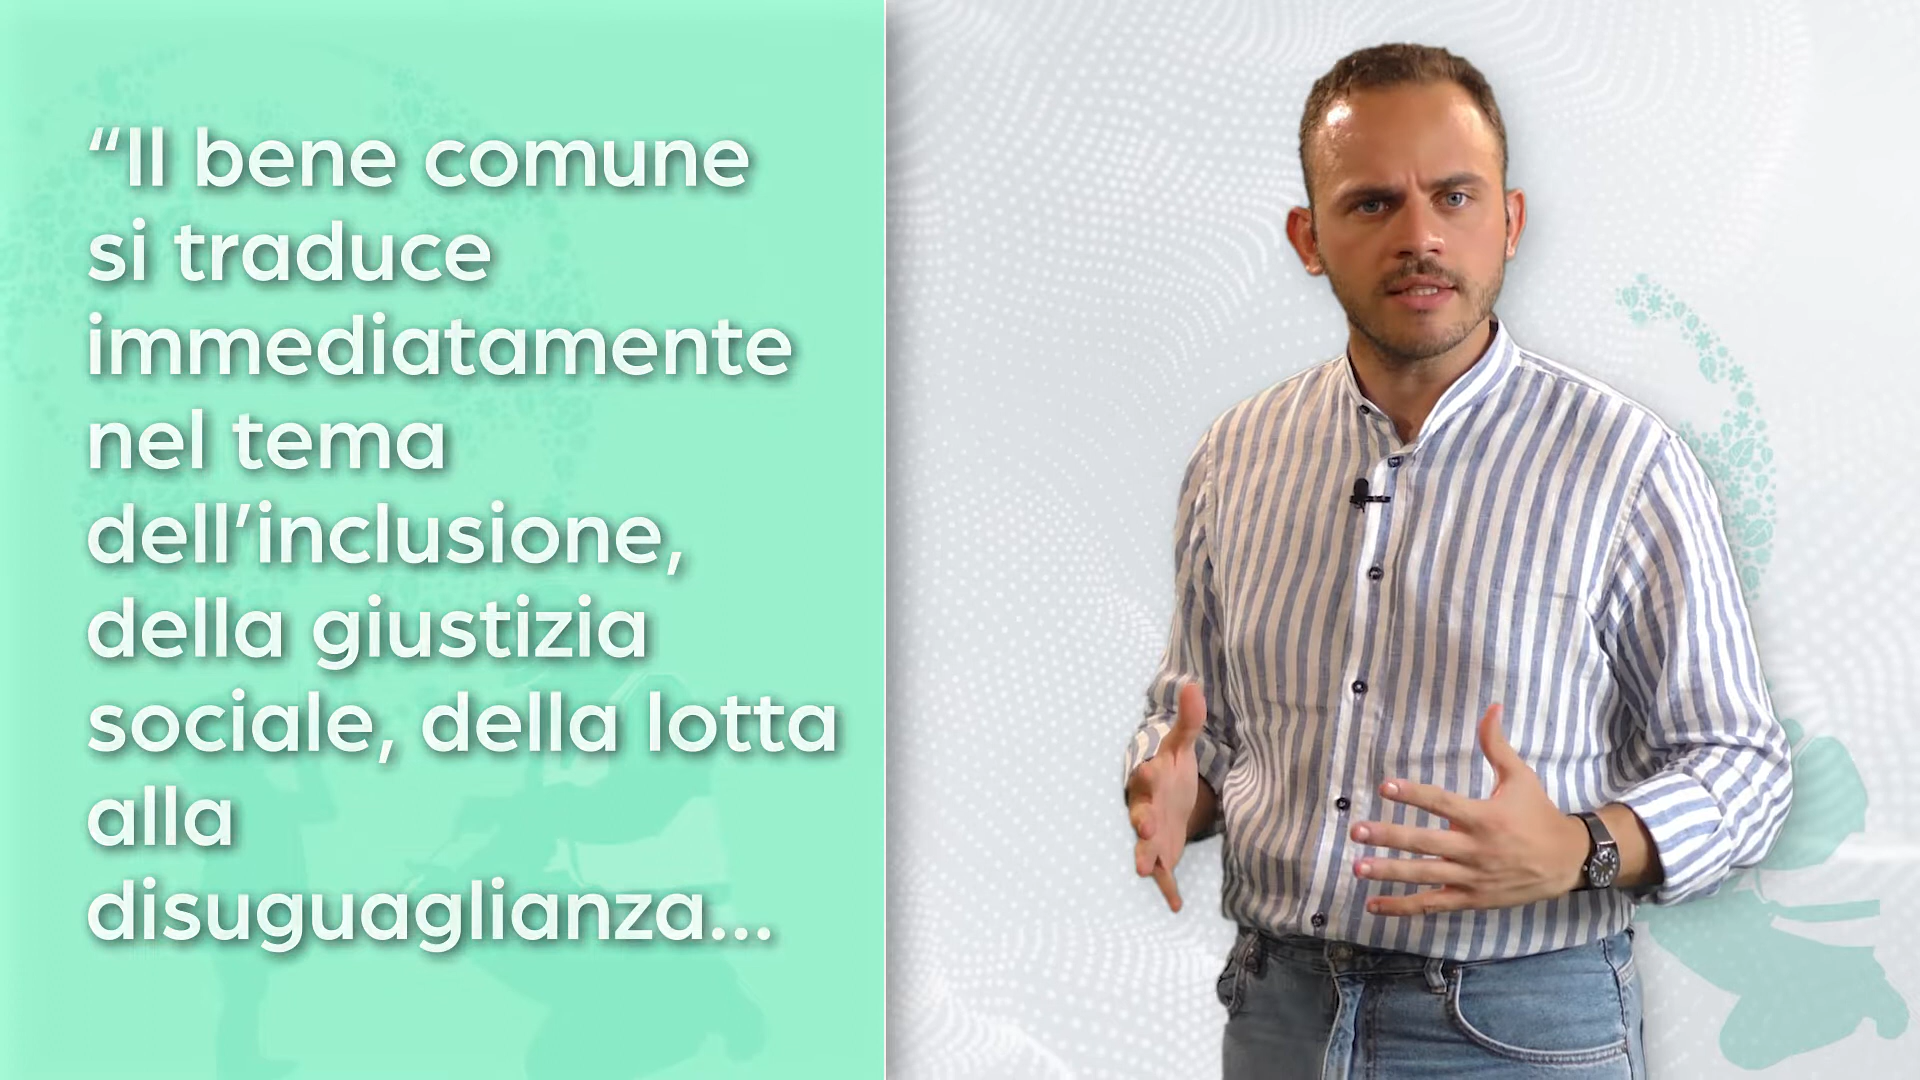 “Il bene comune
si traduce
immediatamente
nel tema
dell’inclusione,
della giustizia
sociale, della lotta
alla
disuguaglianza...